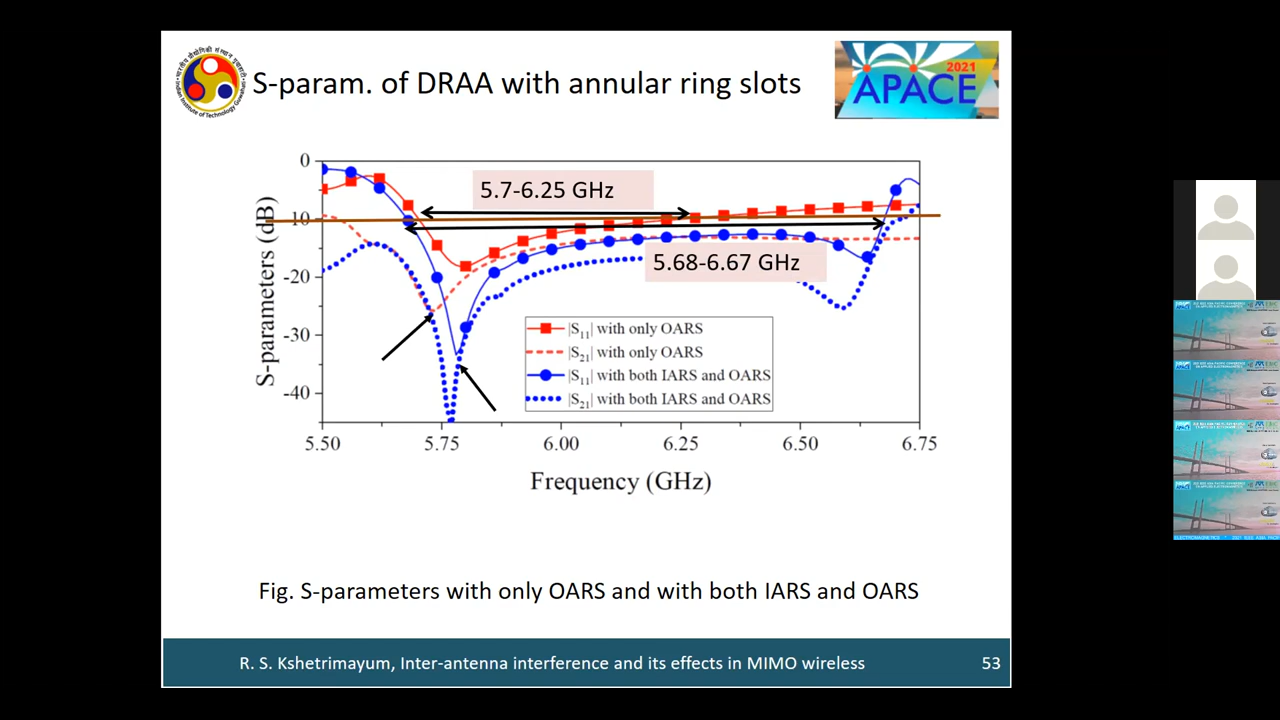 S-param. of DRAA with annular ring slots
2021
APACE
0
-10
-20
-30
-40
S-parameters (dB)
5.7-6.25 GHz
5.68-6.67 GHz
|S11| with only OARS
|S21| with only OARS
|S11| with both IARS and OARS
|S21| with both IARS and OARS
5.50
5.75
6.00
6.25
6.50
6.75
Frequency (GHz)
Fig. S-parameters with only OARS and with both IARS and OARS
R. S. Kshetrimayum, Inter-antenna interference and its effects in MIMO wireless
53